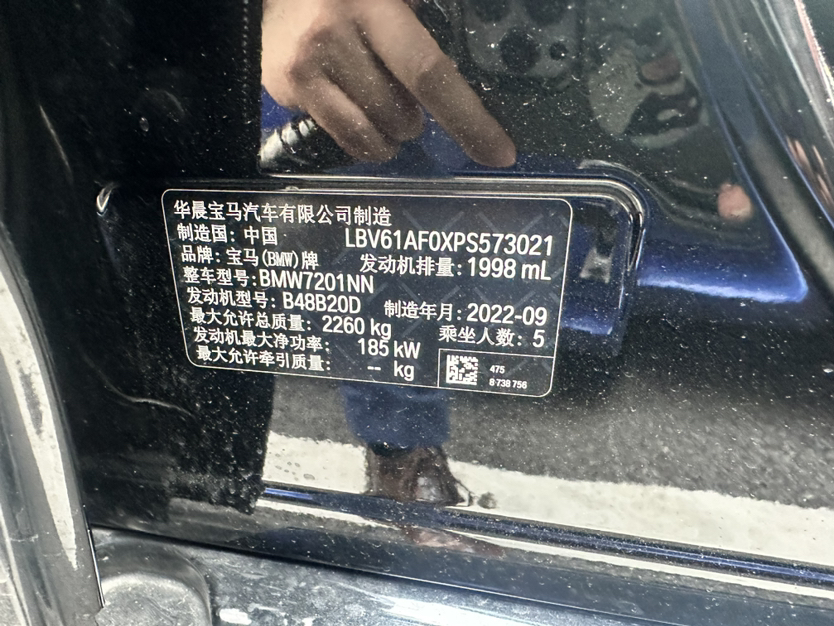 华晨宝马汽车有限公司制造
制造国: 中国 LBV61AF0XPS573021
品牌: 宝马(BMW)牌 发动机排量: 1998 mL
整车型号: BMW7201NN
发动机型号: B48B20D 制造年月: 2022-09
最大允许总质量: 2260 kg 乘坐人数: 5
发动机最大净功率: 185 kW
最大允许牵引质量: -- kg
475
8 738 756